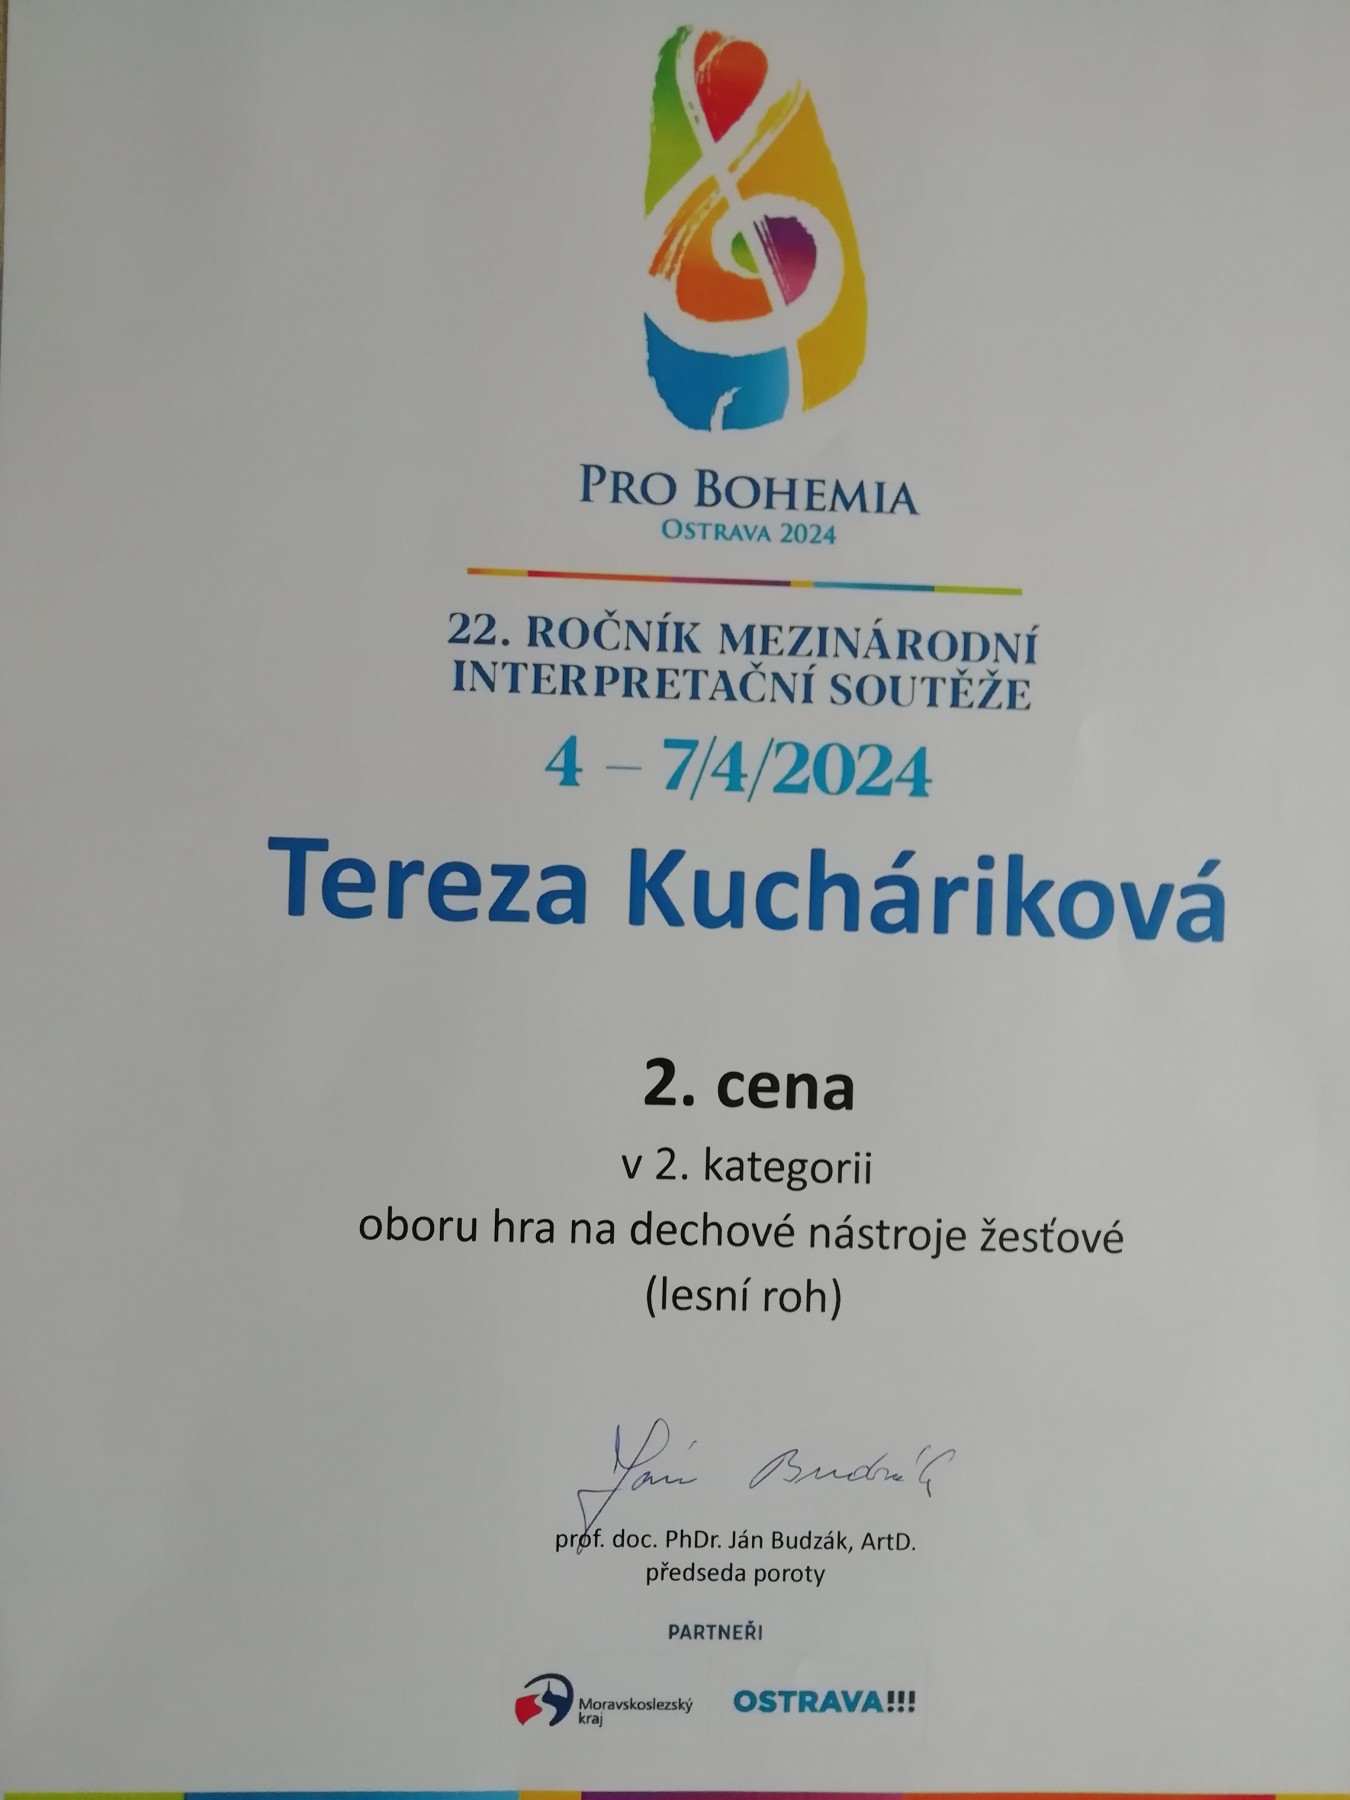 PRO BOHEMIA
OSTRAVA 2024
22. ROČNÍK MEZINÁRODNÍ
INTERPRETAČNÍ SOUTĚŽE
4 – 7/4/2024
Tereza Kucháriková
2. cena
v 2. kategorii
oboru hra na dechové nástroje žesťové
(lesní roh)
Ján Budzák
prof. doc. PhDr. Ján Budzák, ArtD.
předseda poroty
PARTNEŘI
Moravskoslezský
kraj
OSTRAVA!!!